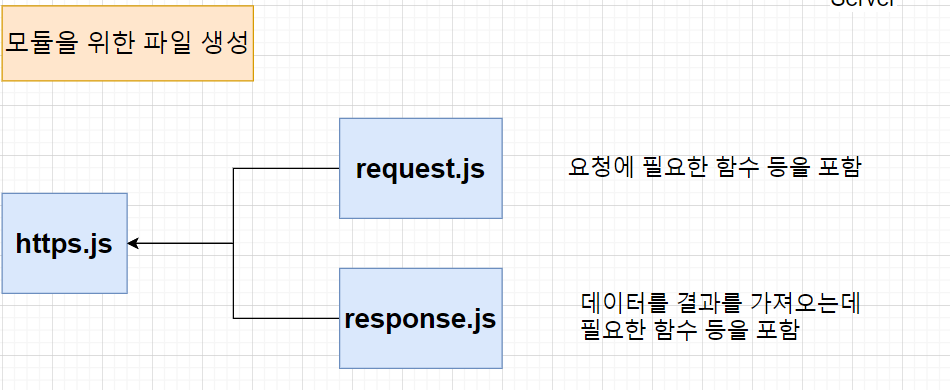 Server
모듈을 위한 파일 생성
request.js
요청에 필요한 함수 등을 포함
https.js
response.js
데이터를 결과를 가져오는데
필요한 함수 등을 포함